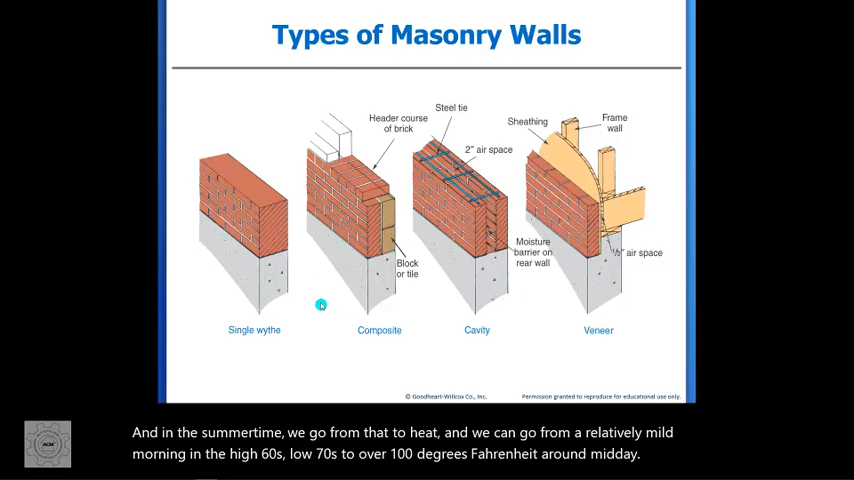 Types of Masonry Walls
Steel tie
Header course
of brick
2" air space
Sheathing
Frame
wall
Moisture
barrier on
rear wall
Block
or tile
½" air space
Single wythe
Composite
Cavity
Veneer
© Goodheart-Willcox Co., Inc.
Permission granted to reproduce for educational use only.
And in the summertime, we go from that to heat, and we can go from a relatively mild
morning in the high 60s, low 70s to over 100 degrees Fahrenheit around midday.
ACM